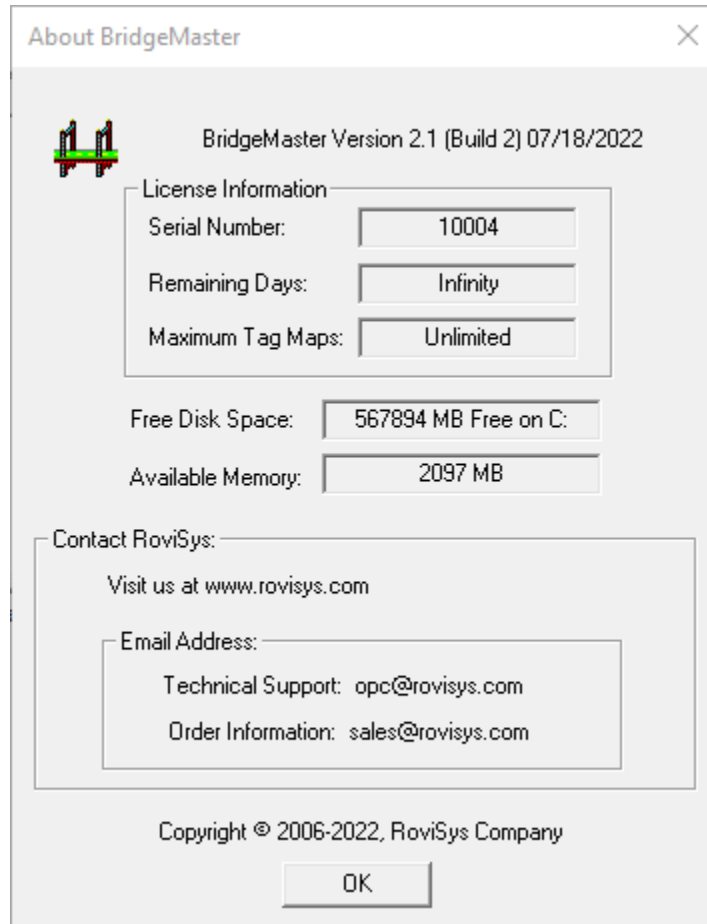 About BridgeMaster
BridgeMaster Version 2.1 (Build 2) 07/18/2022
License Information
Serial Number: 10004
Remaining Days: Infinity
Maximum Tag Maps: Unlimited
Free Disk Space: 567894 MB Free on C:
Available Memory: 2097 MB
Contact RoviSys:
Visit us at www.rovisys.com
Email Address:
Technical Support: opc@rovisys.com
Order Information: sales@rovisys.com
Copyright © 2006-2022, RoviSys Company
OK